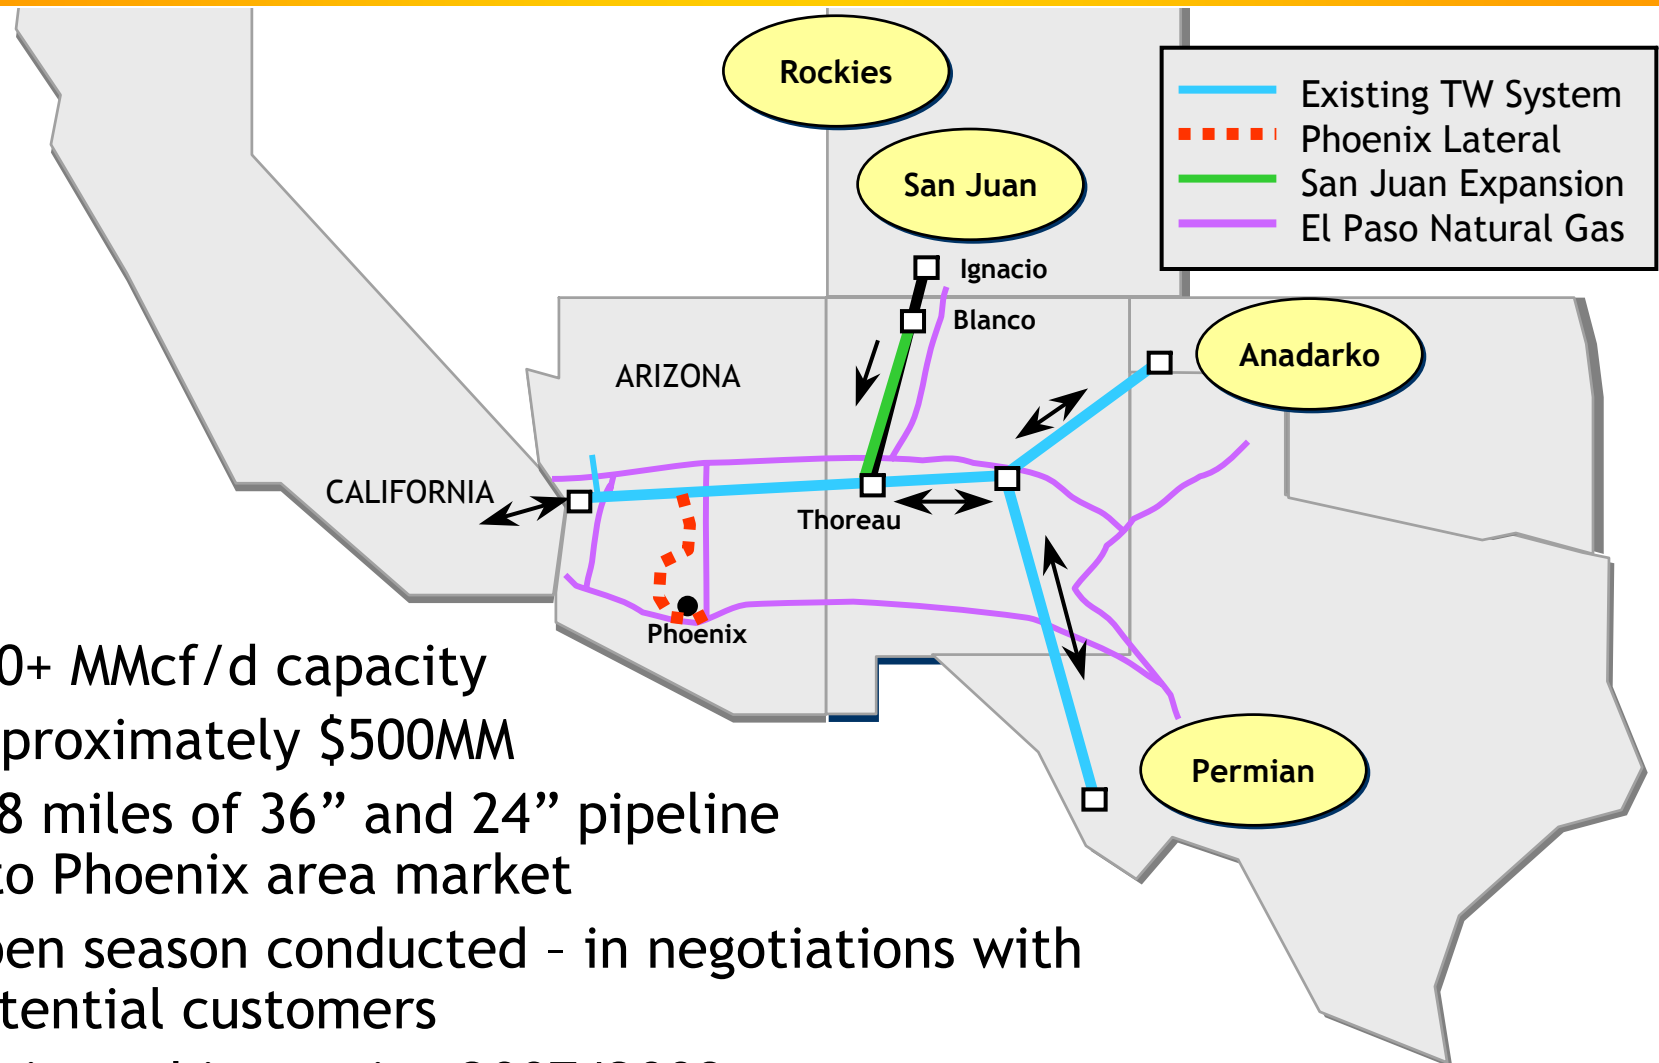 Rockies
San Juan
Existing TW System
Phoenix Lateral
San Juan Expansion
El Paso Natural Gas
Ignacio
Blanco
Anadarko
ARIZONA
CALIFORNIA
Thoreau
Phoenix
Permian
0+ MMcf/d capacity
proximately $500MM
8 miles of 36” and 24” pipeline
to Phoenix area market
pen season conducted – in negotiations with
tential customers